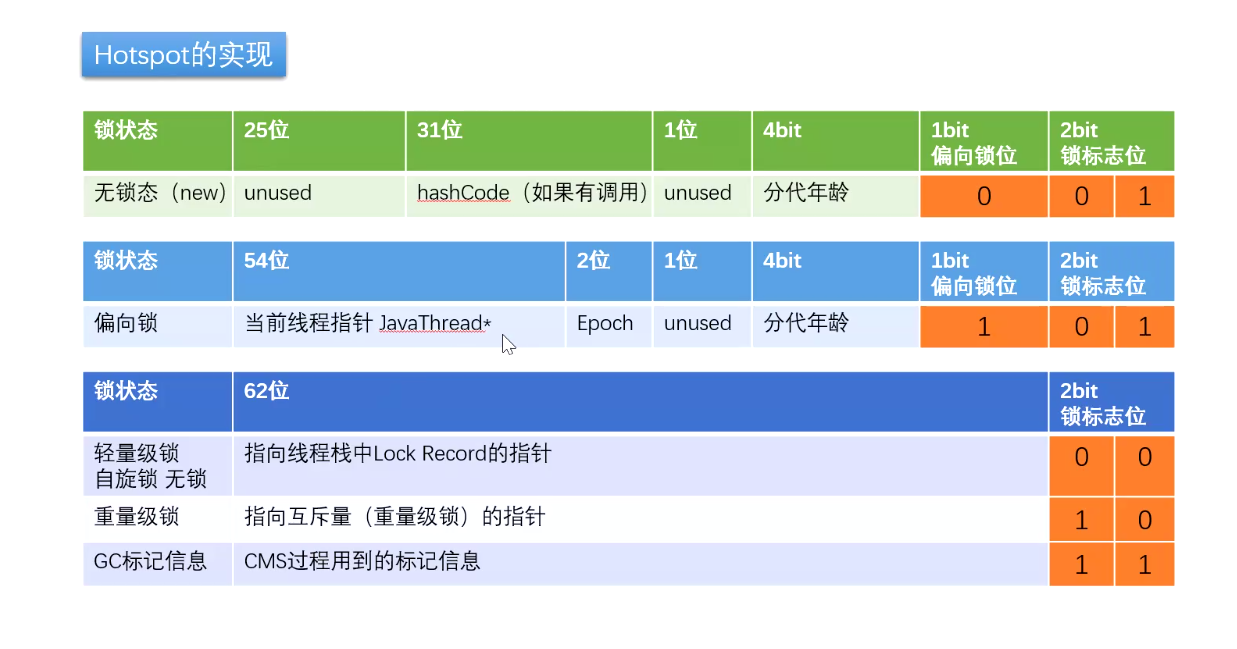 Hotspot的实现
锁状态 25位 31位 1位 4bit 1bit 2bit
偏向锁位 锁标志位
无锁态（new） unused hashCode（如果有调用） unused 分代年龄 0 0 1
锁状态 54位 2位 1位 4bit 1bit 2bit
偏向锁位 锁标志位
偏向锁 当前线程指针 JavaThread* Epoch unused 分代年龄 1 0 1
锁状态 62位 2bit
锁标志位
轻量级锁 指向线程栈中Lock Record的指针 0 0
自旋锁 无锁
重量级锁 指向互斥量（重量级锁）的指针 1 0
GC标记信息 CMS过程用到的标记信息 1 1